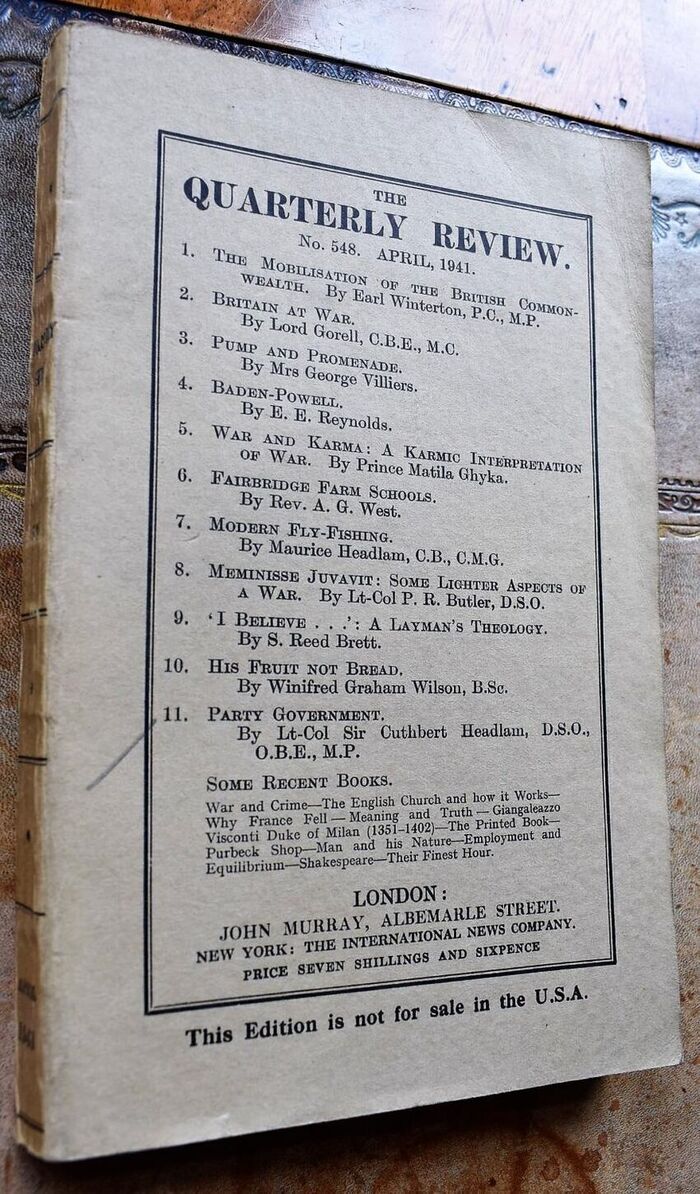 THE
QUARTERLY REVIEW.
No. 548. APRIL, 1941.
1. THE MOBILISATION OF THE BRITISH COMMON-
WEALTH. By Earl Winterton, P.C., M.P.
2. BRITAIN AT WAR.
By Lord Gorell, C.B.E., M.C.
3. PUMP AND PROMENADE.
By Mrs George Villiers.
4. BADEN-POWELL.
By E. E. Reynolds.
5. WAR AND KARMA: A KARMIC INTERPRETATION
OF WAR. By Prince Matila Ghyka.
6. FAIRBRIDGE FARM SCHOOLS.
By Rev. A. G. West.
7. MODERN FLY-FISHING.
By Maurice Headlam, C.B., C.M.G.
8. MEMINISSE JUVAVIT: SOME LIGHTER ASPECTS OF
A WAR. By Lt-Col P. R. Butler, D.S.O.
9. 'I BELIEVE . . .': A LAYMAN'S THEOLOGY.
By S. Reed Brett.
10. HIS FRUIT NOT BREAD.
By Winifred Graham Wilson, B.Sc.
11. PARTY GOVERNMENT.
By Lt-Col Sir Cuthbert Headlam, D.S.O.,
O.B.E., M.P.
SOME RECENT BOOKS.
War and Crime—The English Church and how it Works—
Why France Fell — Meaning and Truth — Giangaleazzo
Visconti Duke of Milan (1351-1402)—The Printed Book—
Purbeck Shop—Man and his Nature—Employment and
Equilibrium—Shakespeare—Their Finest Hour.
LONDON:
JOHN MURRAY, ALBEMARLE STREET.
NEW YORK: THE INTERNATIONAL NEWS COMPANY.
PRICE SEVEN SHILLINGS AND SIXPENCE
This Edition is not for sale in the U.S.A.